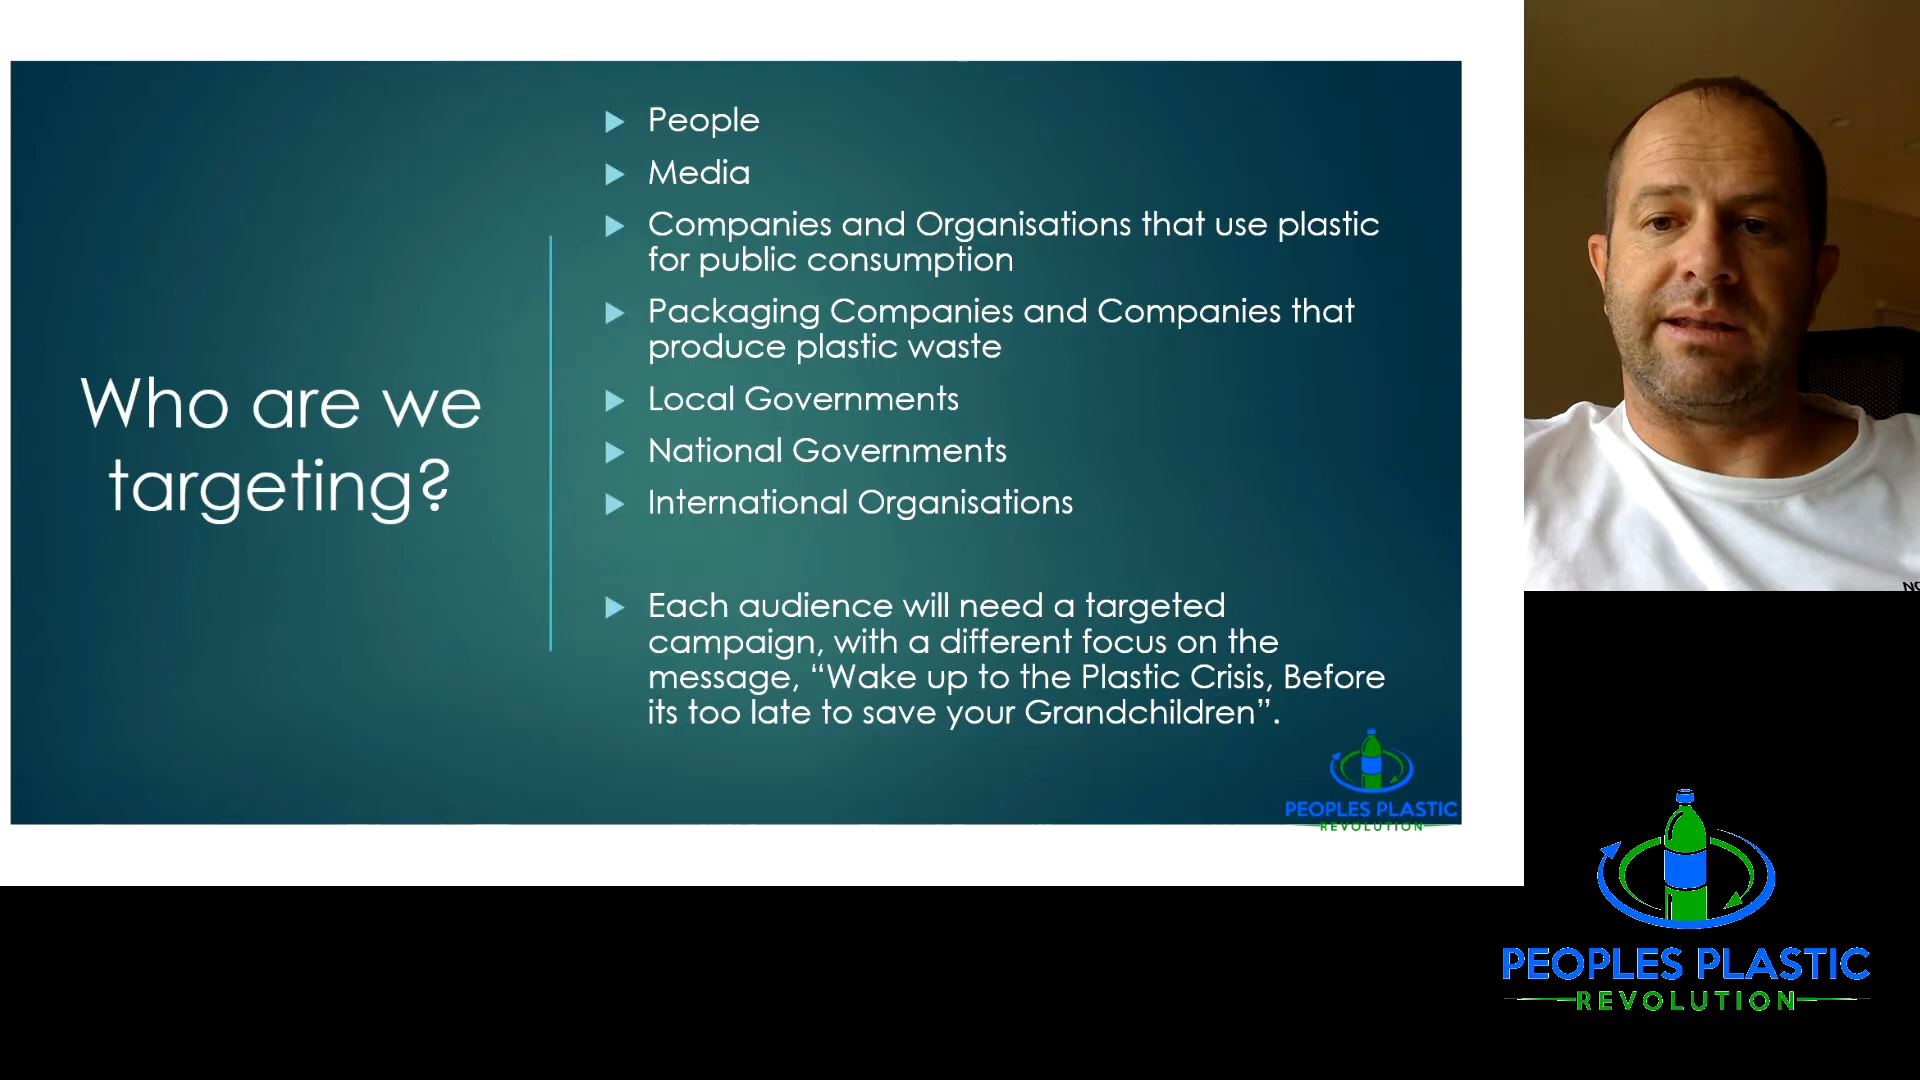 Who are we
targeting?
People
Media
Companies and Organisations that use plastic
for public consumption
Packaging Companies and Companies that
produce plastic waste
Local Governments
National Governments
International Organisations
Each audience will need a targeted
campaign, with a different focus on the
message, “Wake up to the Plastic Crisis, Before
its too late to save your Grandchildren”.
PEOPLES PLASTIC
REVOLUTION
PEOPLES PLASTIC
REVOLUTION